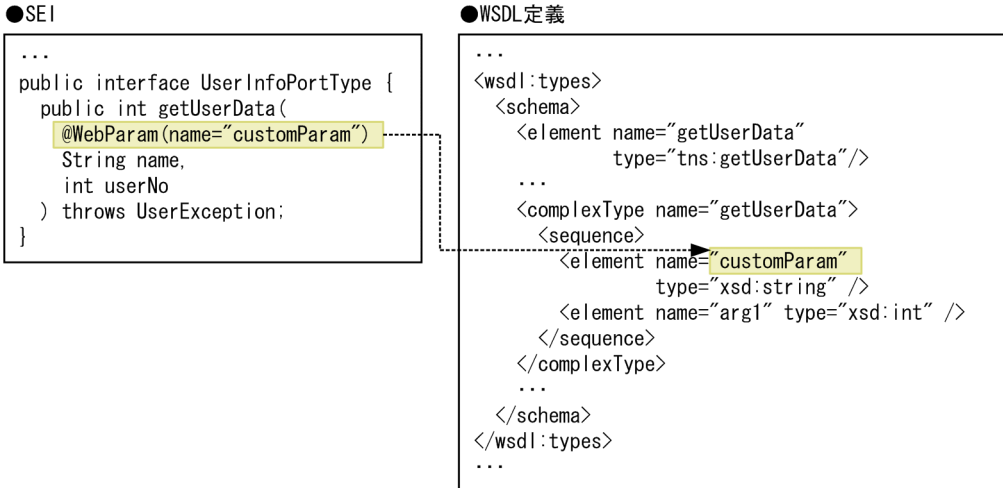 ●SEI
...
public interface UserInfoPortType {
public int getUserData(
@WebParam(name="customParam")
String name,
int userNo
) throws UserException;
}
●WSDL定義
...
<wsdl:types>
<schema>
<element name="getUserData"
type="tns:getUserData"/>
...
<complexType name="getUserData">
<sequence>
<element name="customParam"
type="xsd:string" />
<element name="arg1" type="xsd:int" />
</sequence>
</complexType>
...
</schema>
</wsdl:types>
...